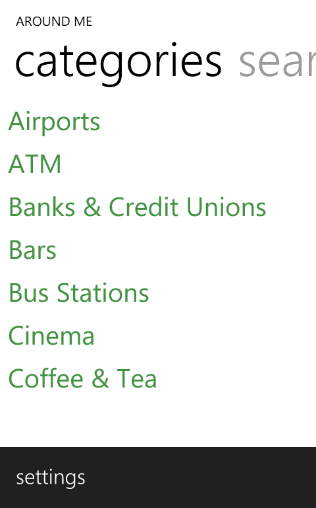 AROUND ME
categories sear
Airports
ATM
Banks & Credit Unions
Bars
Bus Stations
Cinema
Coffee & Tea
settings